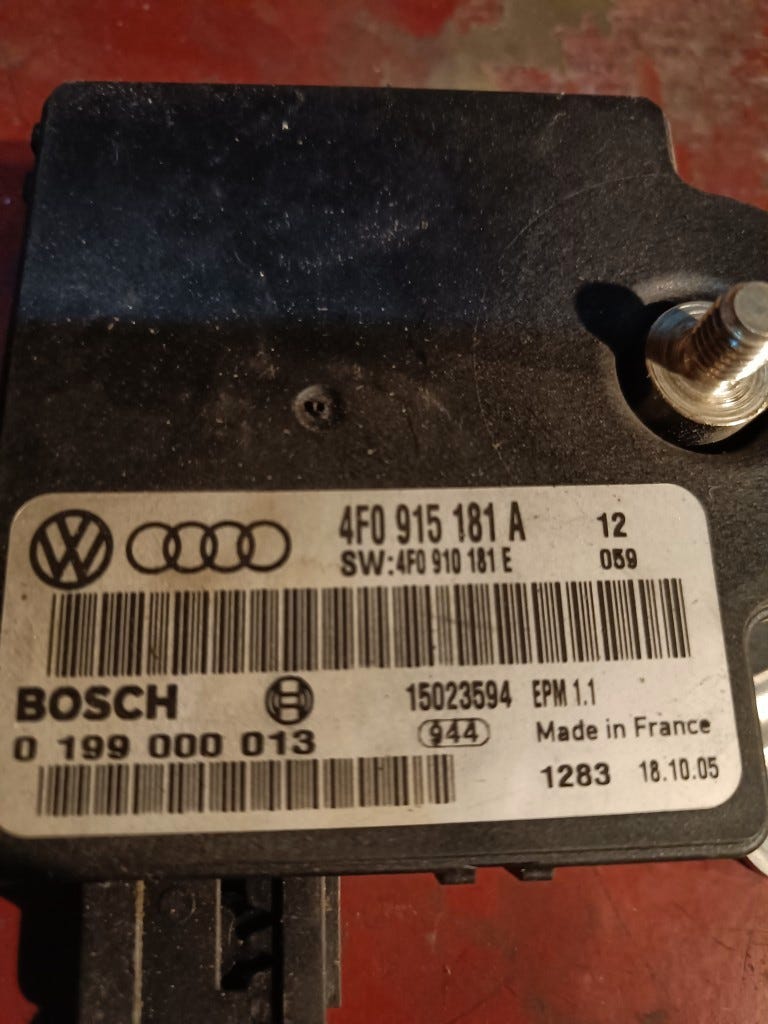 4F0 915 181 A 12
SW:4F0 910 181 E 059
BOSCH 15023594 EPM 1.1
0 199 000 013 944 Made in France
1283 18.10.05